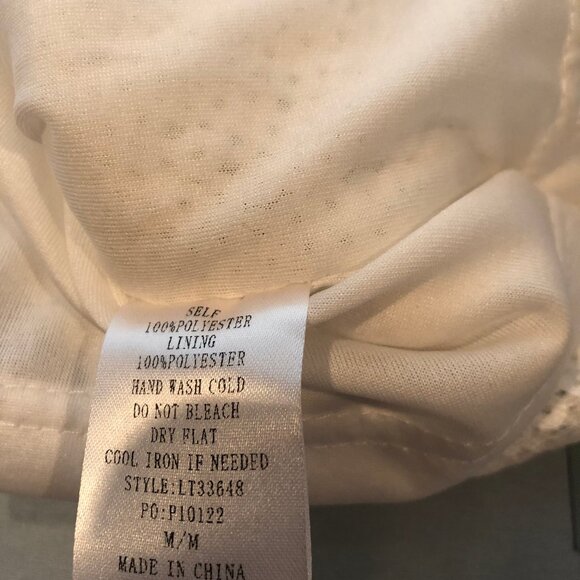 SELF
100%POLYESTER
LINING
100%POLYESTER
HAND WASH COLD
DO NOT BLEACH
DRY FLAT
COOL IRON IF NEEDED
STYLE:LT33648
PO:P10122
M/M
MADE IN CHINA